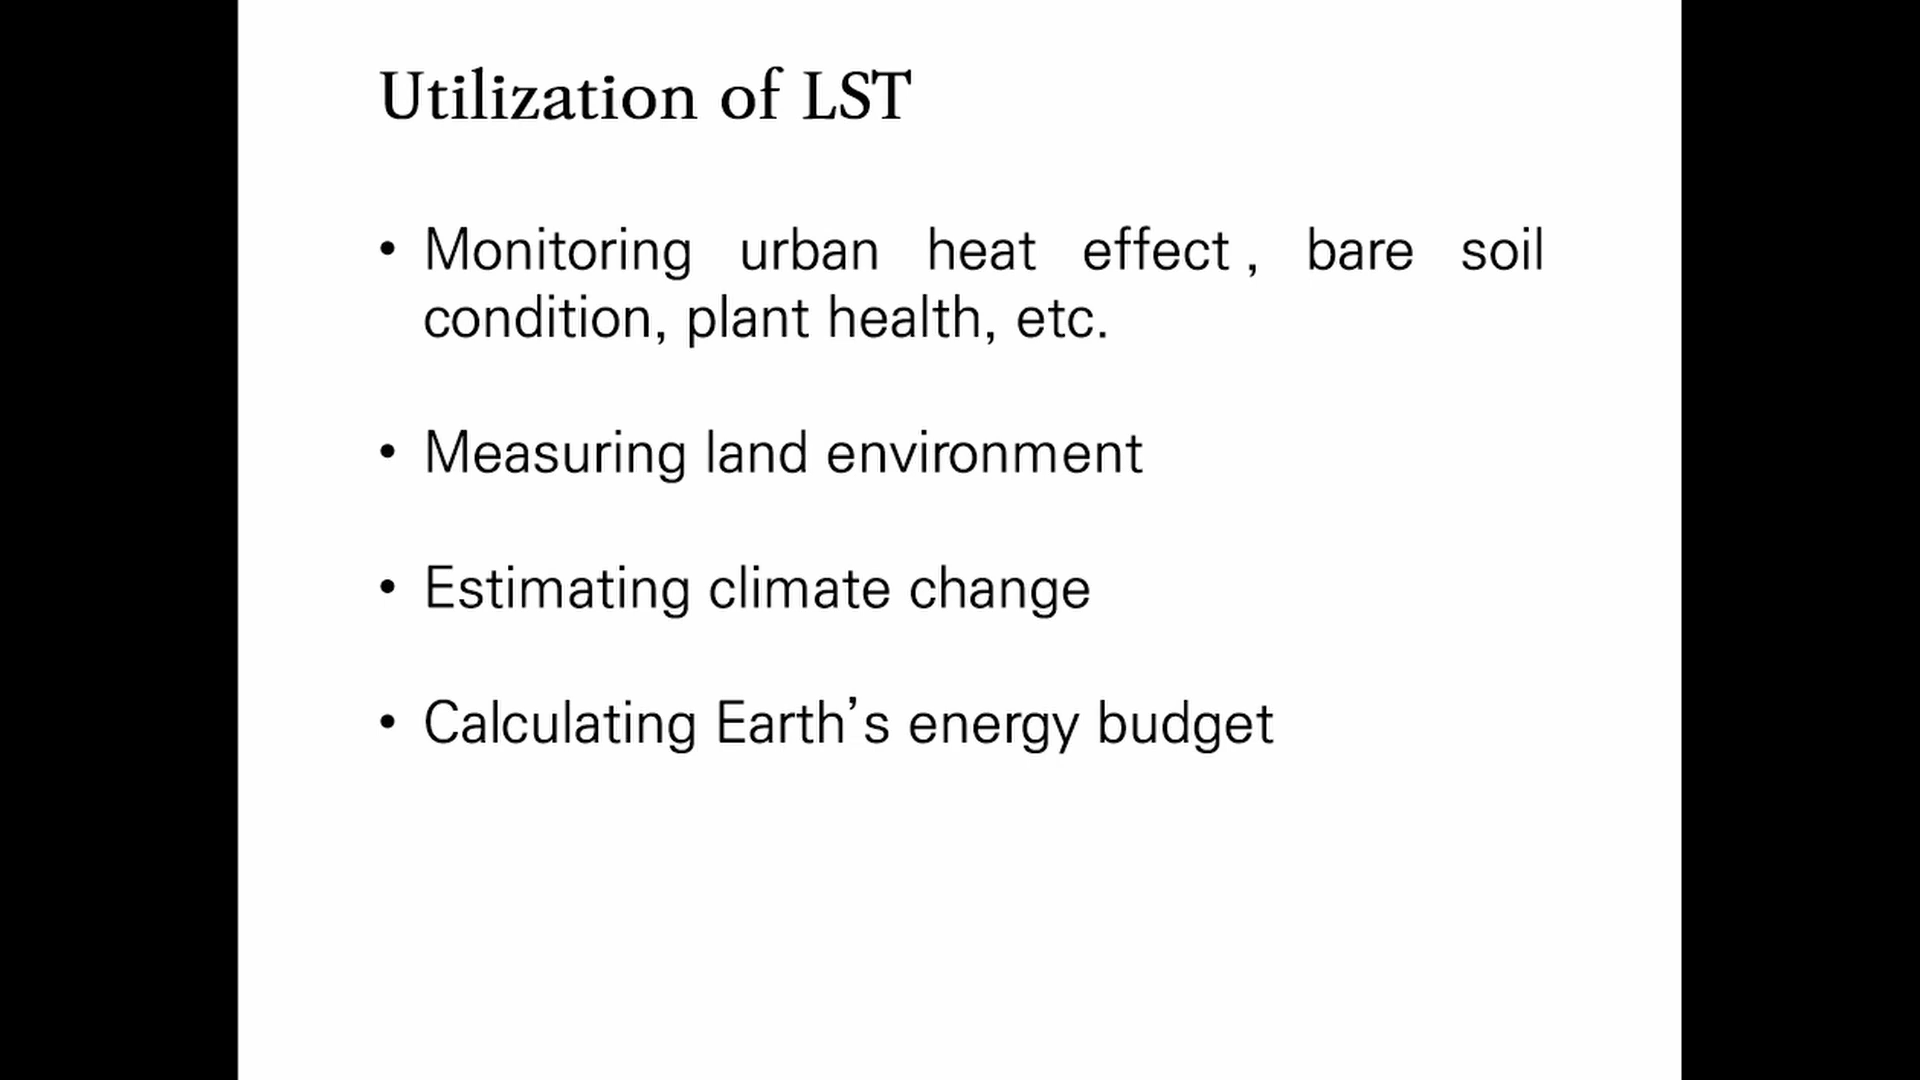 Utilization of LST
• Monitoring urban heat effect , bare soil
condition, plant health, etc.
• Measuring land environment
• Estimating climate change
• Calculating Earth’s energy budget